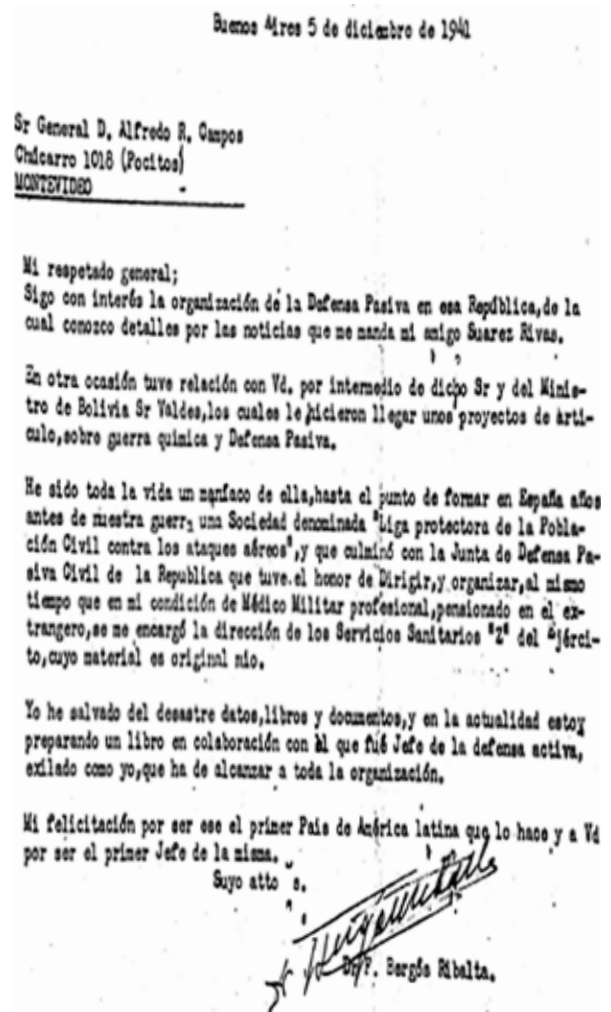 Buenos Aires 5 de diciembre de 1941
Sr General D. Alfredo R. Campos
Chucarro 1018 (Pocitos)
MONTEVIDEO
Mi respetado general;
Sigo con interés la organización de la Defensa Pasiva en esa República,de la
cual conozco detalles por las noticias que me manda mi amigo Suarez Rivas.
En otra ocasión tuve relación con Vd. por intermedio de dicho Sr y del Minis-
tro de Bolivia Sr Valdes,los cuales le hicieron llegar unos proyectos de àrti-
culo,sobre guerra quimica y Defensa Pasiva.
He sido toda la vida un maníaco de ella,hasta el punto de formar en España años
antes de nuestra guerra una Sociedad denominada "Liga protectora de la Pobla-
ción Civil contra los ataques aéreos",y que culminó con la Junta de Defensa Pa-
siva Civil de la Republica que tuve.el honor de Dirigir,y organizar,al mismo
tiempo que en mi condición de Médico Militar profesional,pensionado en el ex-
trangero,se me encargó la dirección de los Servicios Sanitarios "Z" del Ejérci-
to,cuyo material es original mio.
Yo he salvado del desastre datos,libros y documentos,y en la actualidad estoy
preparando un libro en colaboración con èl que fué Jefe de la defensa activa,
exilado como yo,que ha de alcanzar a toda la organización.
Mi felicitación por ser ese el primer Pais de América latina que lo hace y a Vd
por ser el primer Jefe de la misma.
Suyo atto s.
Dr F. Bergós Ribalta.